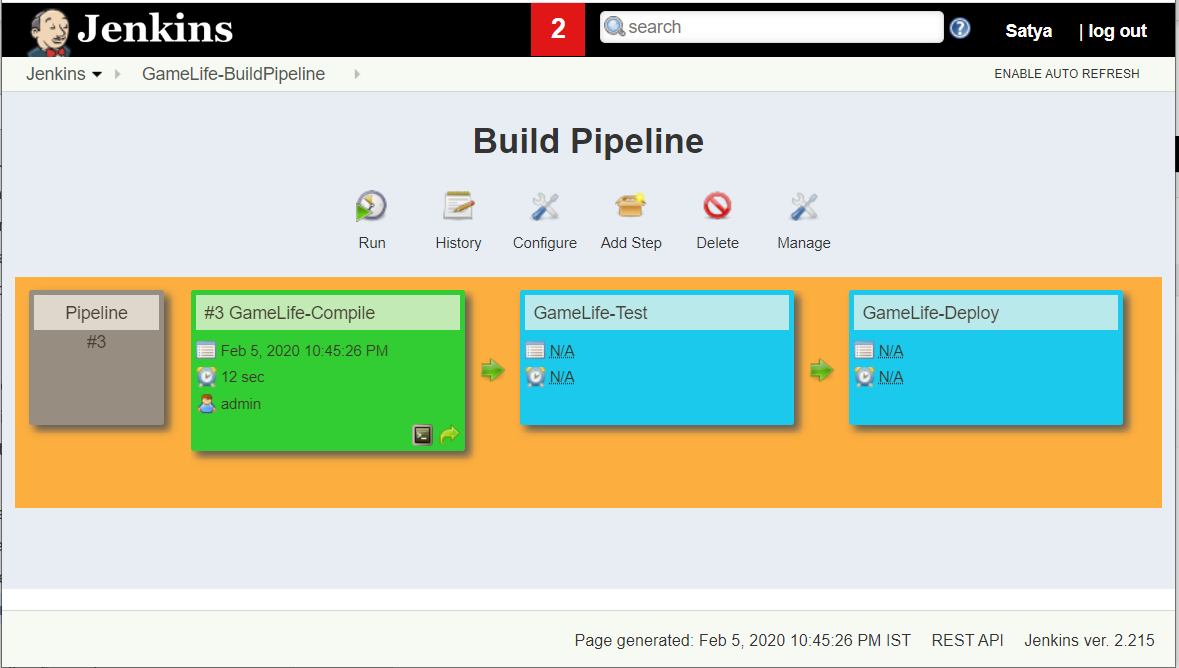 Jenkins 2 search Satya | log out
Jenkins GameLife-BuildPipeline ENABLE AUTO REFRESH
Build Pipeline
Run History Configure Add Step Delete Manage
Pipeline
#3
#3 GameLife-Compile
Feb 5, 2020 10:45:26 PM
12 sec
admin
GameLife-Test
N/A
N/A
GameLife-Deploy
N/A
N/A
Page generated: Feb 5, 2020 10:45:26 PM IST REST API Jenkins ver. 2.215